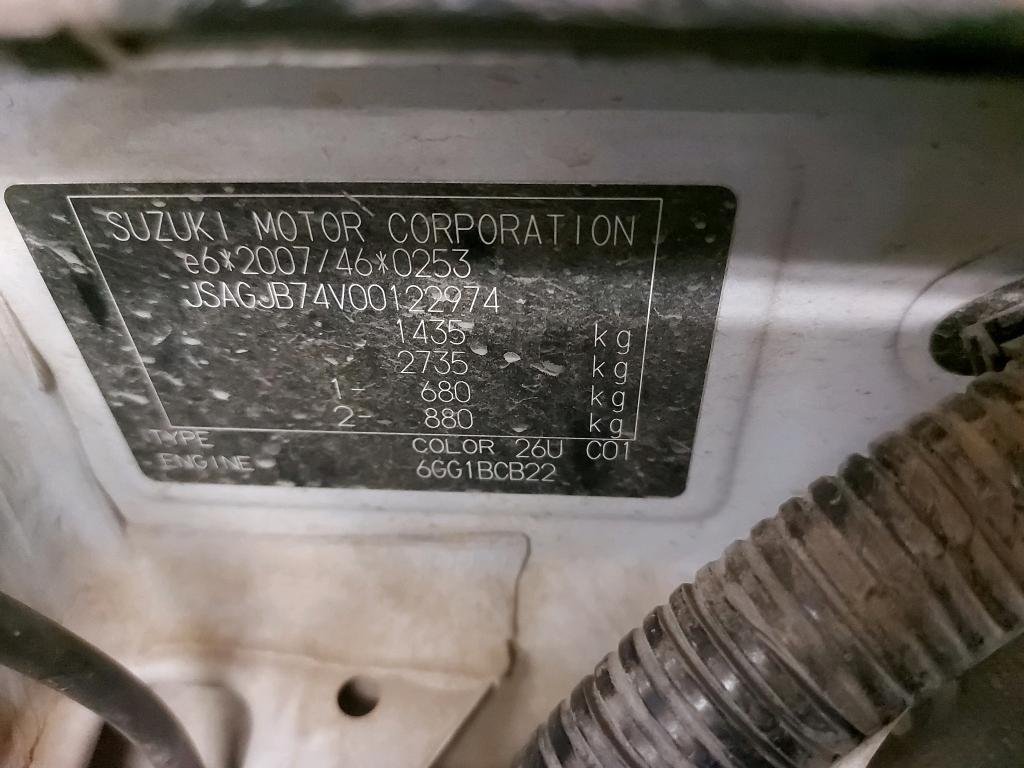 SUZUKI MOTOR CORPORATION
e6*2007/46*0253
JSAGJB74V00122974
1435 kg
2735 kg
1- 680 kg
2- 880 kg
TYPE COLOR 26U C01
ENGINE 6GG1BCB22